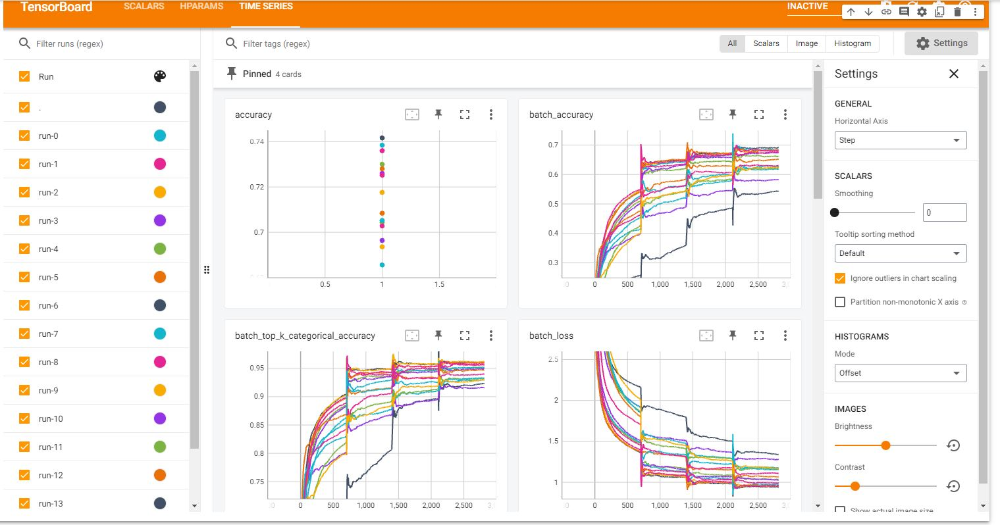 TensorBoard
SCALARS
HPARAMS
TIME SERIES
INACTIVE
Filter runs (regex)
Filter tags (regex)
All
Scalars
Image
Histogram
Settings
Run
.
run-0
run-1
run-2
run-3
run-4
run-5
run-6
run-7
run-8
run-9
run-10
run-11
run-12
run-13
Pinned 4 cards
accuracy
0.74
0.72
0.7
0.5 1 1.5
batch_accuracy
0.7
0.6
0.5
0.4
0.3
0 500 1,000 1,500 2,000 2,500
batch_top_k_categorical_accuracy
0.95
0.9
0.85
0.8
0.75
0 500 1,000 1,500 2,000 2,500
batch_loss
2.5
2
1.5
1
0 500 1,000 1,500 2,000 2,500
Settings
GENERAL
Horizontal Axis
Step
SCALARS
Smoothing
0
Tooltip sorting method
Default
Ignore outliers in chart scaling
Partition non-monotonic X axis
HISTOGRAMS
Mode
Offset
IMAGES
Brightness
Contrast
Show actual image size